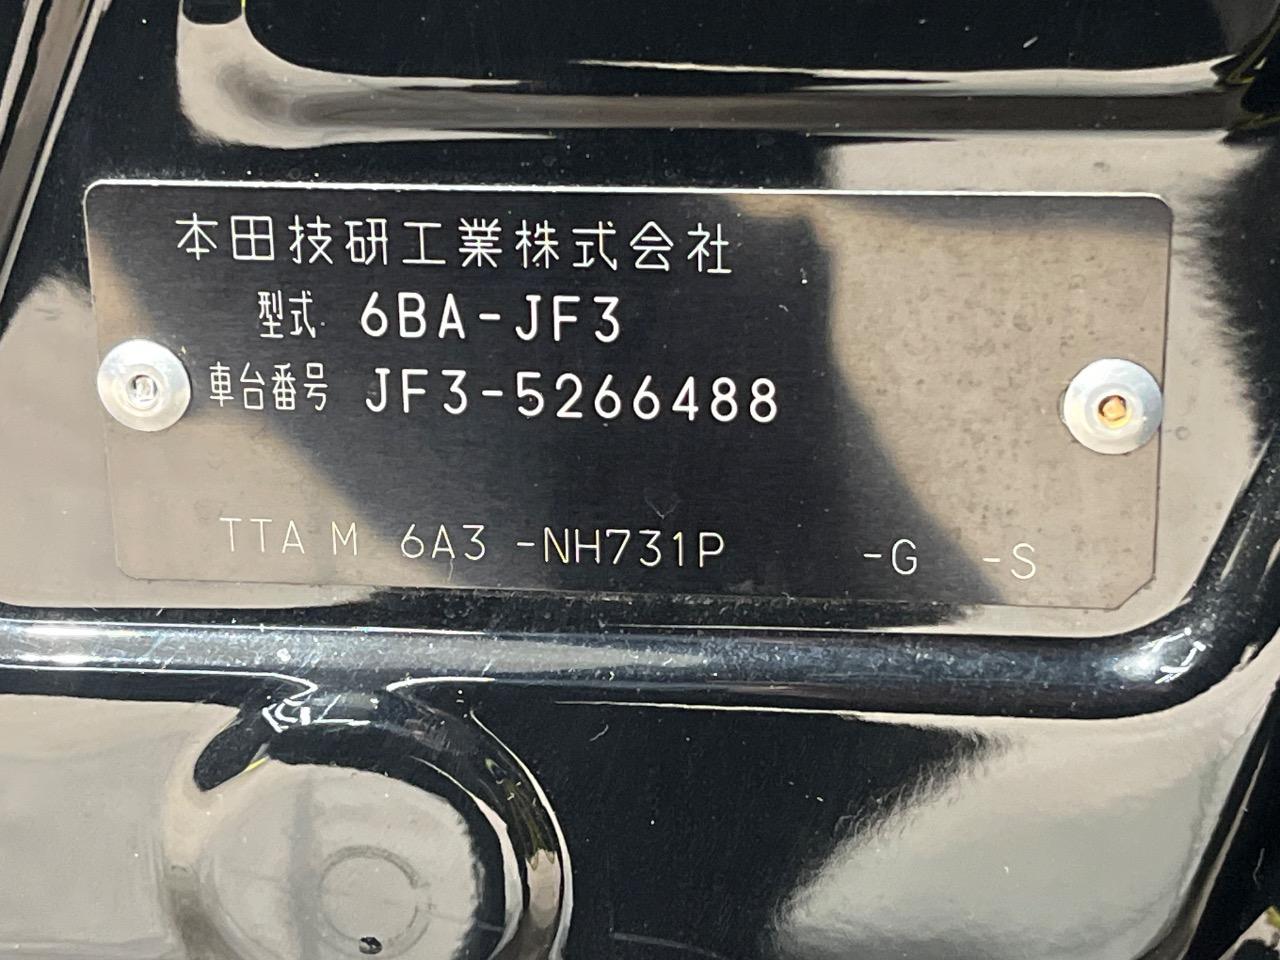 本田技研工業株式会社
型式 6BA-JF3
車台番号 JF3-5266488
TTA M 6A3 -NH731P -G -S